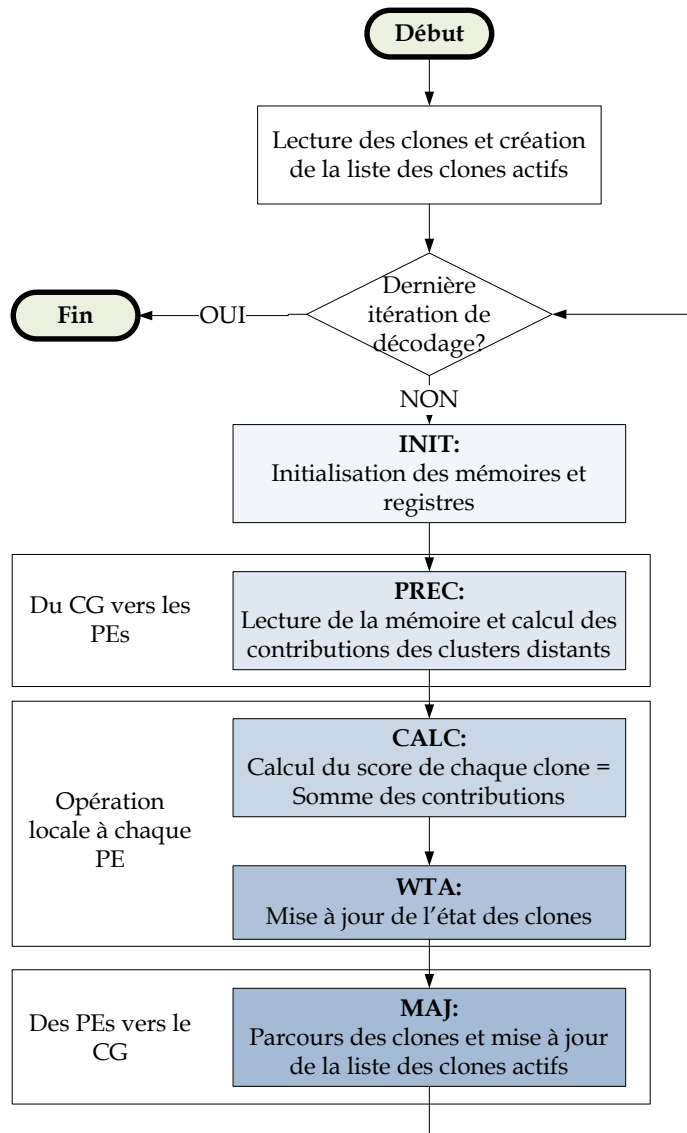 Début
Lecture des clones et création
de la liste des clones actifs
Dernière
itération de
décodage?
Fin
OUI
NON
INIT:
Initialisation des mémoires et
registres
Du CG vers les
PEs
PREC:
Lecture de la mémoire et calcul des
contributions des clusters distants
Opération
locale à chaque
PE
CALC:
Calcul du score de chaque clone =
Somme des contributions
WTA:
Mise à jour de l’état des clones
Des PEs vers le
CG
MAJ:
Parcours des clones et mise à jour
de la liste des clones actifs